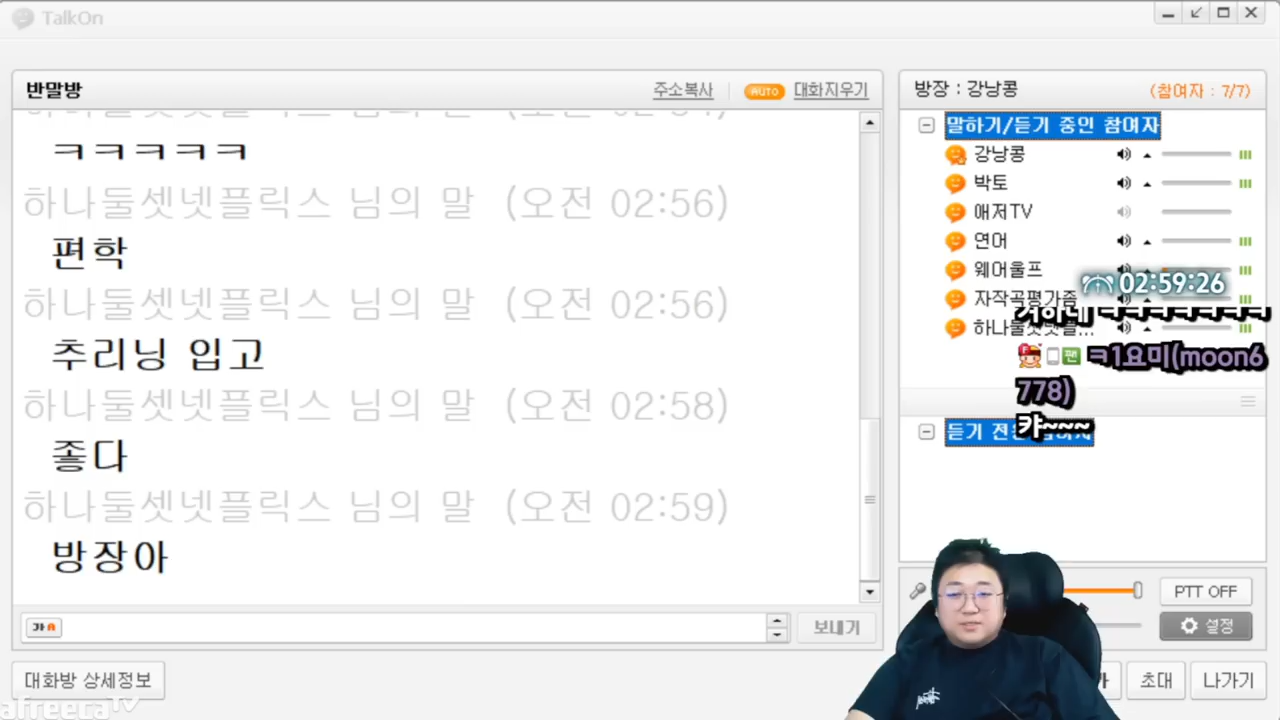 TalkOn
반말방
주소복사
AUTO 대화지우기
ㅋㅋㅋㅋㅋ
하나둘셋넷플릭스 님의 말 (오전 02:56)
편학
하나둘셋넷플릭스 님의 말 (오전 02:56)
추리닝 입고
하나둘셋넷플릭스 님의 말 (오전 02:58)
좋다
하나둘셋넷플릭스 님의 말 (오전 02:59)
방장아
가A
보내기
대화방 상세정보
afreecaTV
방장 : 강낭콩
(참여자 : 7/7)
말하기/듣기 중인 참여자
강낭콩
박토
애저TV
연어
웨어울프
02:59:26
자작곡평가좀
하나둘셋넷플...
F
팬 ㅋ1요미(moon6
778)
캬~~~
듣기
PTT OFF
설정
초대
나가기